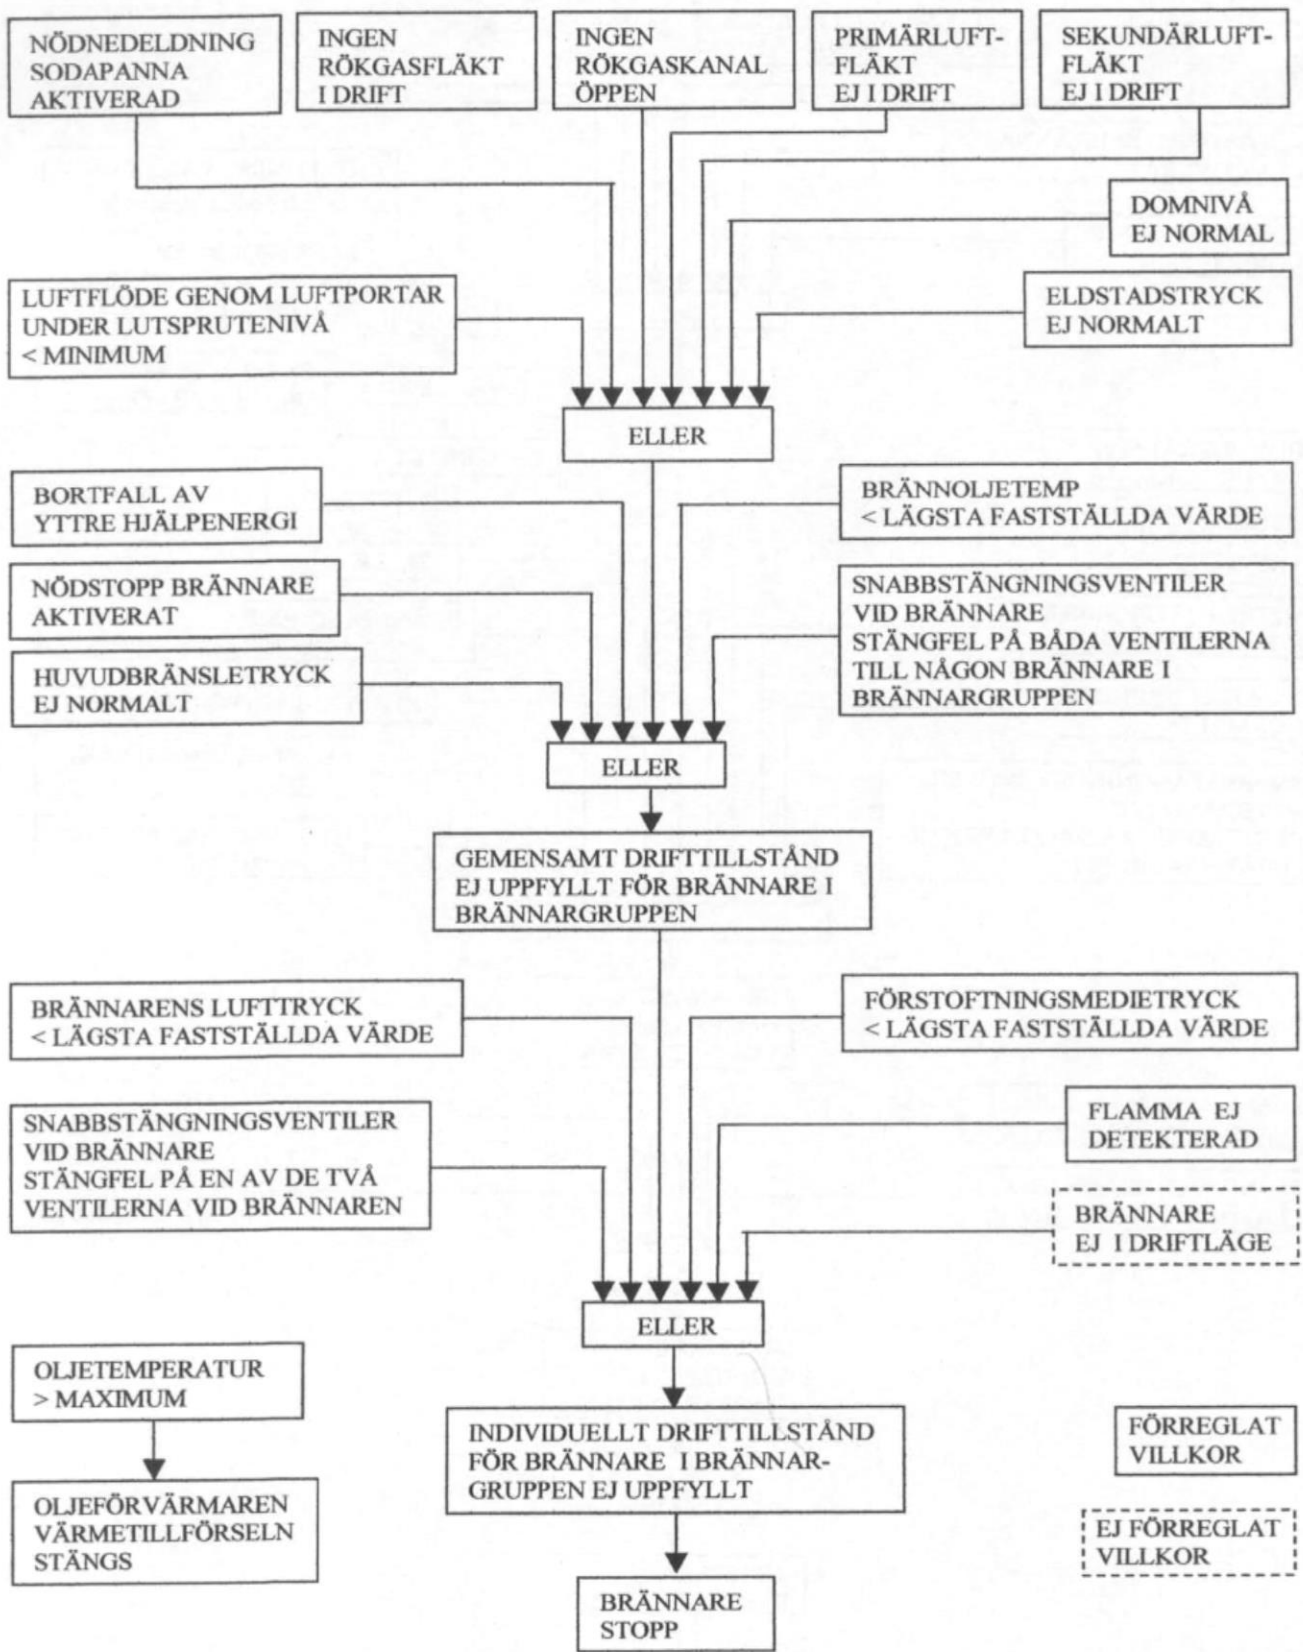 NÖDNEDELDNING
SODAPANNA
AKTIVERAD
INGEN
RÖKGASFLÄKT
I DRIFT
INGEN
RÖKGASKANAL
ÖPPEN
PRIMÄRLUFT-
FLÄKT
EJ I DRIFT
SEKUNDÄRLUFT-
FLÄKT
EJ I DRIFT
DOMNIVÅ
EJ NORMAL
LUFTFLÖDE GENOM LUFTPORTAR
UNDER LUTSPRUTENIVÅ
< MINIMUM
ELDSTADSTRYCK
EJ NORMALT
ELLER
BORTFALL AV
YTTRE HJÄLPENERGI
BRÄNNOLJETEMP
< LÄGSTA FASTSTÄLLDA VÄRDE
NÖDSTOPP BRÄNNARE
AKTIVERAT
SNABBSTÄNGNINGSVENTILER
VID BRÄNNARE
STÄNGFEL PÅ BÅDA VENTILERNA
TILL NÅGON BRÄNNARE I
BRÄNNARGRUPPEN
HUVUDBRÄNSLETRYCK
EJ NORMALT
ELLER
GEMENSAMT DRIFTTILLSTÅND
EJ UPPFYLLT FÖR BRÄNNARE I
BRÄNNARGRUPPEN
BRÄNNARENS LUFTTRYCK
< LÄGSTA FASTSTÄLLDA VÄRDE
FÖRSTOFTNINGSMEDIETRYCK
< LÄGSTA FASTSTÄLLDA VÄRDE
SNABBSTÄNGNINGSVENTILER
VID BRÄNNARE
STÄNGFEL PÅ EN AV DE TVÅ
VENTILERNA VID BRÄNNAREN
FLAMMA EJ
DETEKTERAD
BRÄNNARE
EJ I DRIFTLÄGE
ELLER
OLJETEMPERATUR
> MAXIMUM
INDIVIDUELLT DRIFTTILLSTÅND
FÖR BRÄNNARE I BRÄNNAR-
GRUPPEN EJ UPPFYLLT
FÖRREGLAT
VILLKOR
OLJEFÖRVÄRMAREN
VÄRMETILLFÖRSELN
STÄNGS
EJ FÖRREGLAT
VILLKOR
BRÄNNARE
STOPP